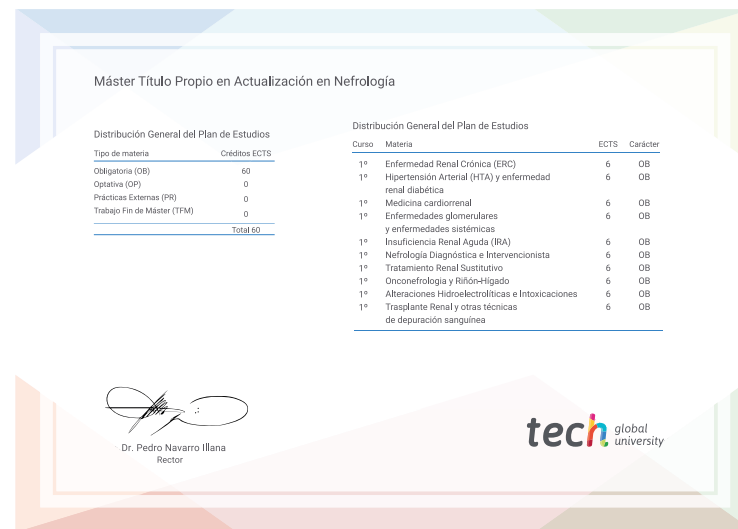 Máster Título Propio en Actualización en Nefrología
Distribución General del Plan de Estudios
Tipo de materia Créditos ECTS
Obligatoria (OB) 60
Optativa (OP) 0
Prácticas Externas (PR) 0
Trabajo Fin de Máster (TFM) 0
Total 60
Distribución General del Plan de Estudios
Curso Materia ECTS Carácter
1º Enfermedad Renal Crónica (ERC) 6 OB
1º Hipertensión Arterial (HTA) y enfermedad 6 OB
renal diabética
1º Medicina cardiorrenal 6 OB
1º Enfermedades glomerulares 6 OB
y enfermedades sistémicas
1º Insuficiencia Renal Aguda (IRA) 6 OB
1º Nefrología Diagnóstica e Intervencionista 6 OB
1º Tratamiento Renal Sustitutivo 6 OB
1º Onconefrologia y Riñón-Hígado 6 OB
1º Alteraciones Hidroelectrolíticas e Intoxicaciones 6 OB
1º Trasplante Renal y otras técnicas 6 OB
de depuración sanguínea
Dr. Pedro Navarro Illana
Rector
tech global
university